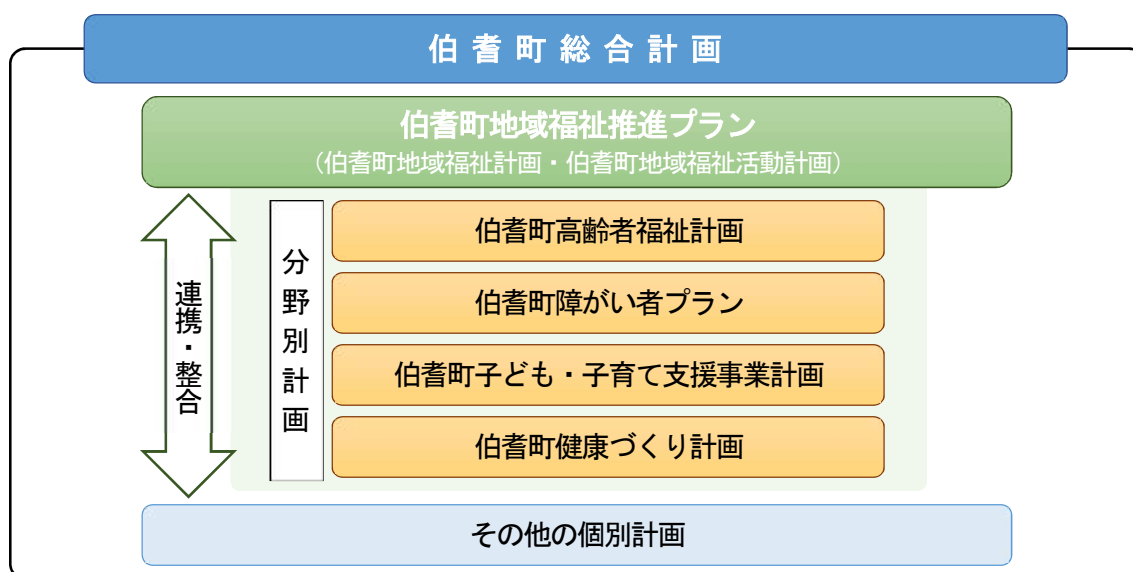 伯耆町総合計画
伯耆町地域福祉推進プラン
（伯耆町地域福祉計画・伯耆町地域福祉活動計画）
連携・整合
分野別計画
伯耆町高齢者福祉計画
伯耆町障がい者プラン
伯耆町子ども・子育て支援事業計画
伯耆町健康づくり計画
その他の個別計画